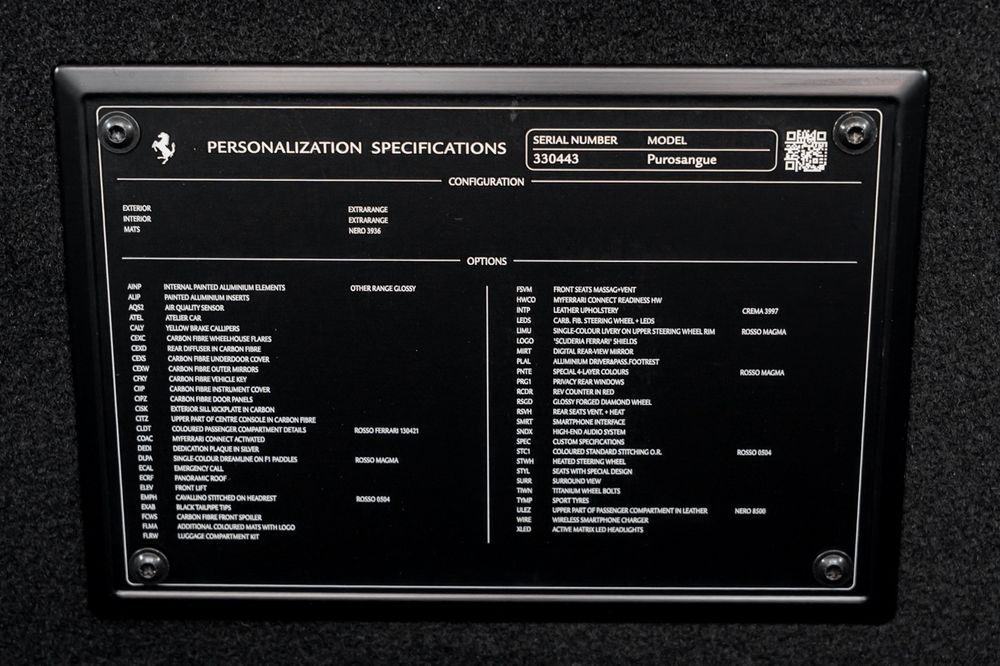 PERSONALIZATION SPECIFICATIONS
SERIAL NUMBER MODEL
330443 Purosangue
CONFIGURATION
EXTERIOR EXTRARANGE
INTERIOR EXTRARANGE
MATS NERO 3936
OPTIONS
AINP INTERNAL PAINTED ALUMINIUM ELEMENTS OTHER RANGE GLOSSY
ALIP PAINTED ALUMINIUM INSERTS
AQS2 AIR QUALITY SENSOR
ATEL ATELIER CAR
CALY YELLOW BRAKE CALLIPERS
CEXC CARBON FIBRE WHEELHOUSE FLARES
CEXD REAR DIFFUSER IN CARBON FIBRE
CEXS CARBON FIBRE UNDERDOOR COVER
CEXW CARBON FIBRE OUTER MIRRORS
CFKY CARBON FIBRE VEHICLE KEY
CIIP CARBON FIBRE INSTRUMENT COVER
CIPZ CARBON FIBRE DOOR PANELS
CISK EXTERIOR SILL KICKPLATE IN CARBON
CITZ UPPER PART OF CENTRE CONSOLE IN CARBON FIBRE
CLDT COLOURED PASSENGER COMPARTMENT DETAILS ROSSO FERRARI 130421
COAC MYFERRARI CONNECT ACTIVATED
DEDI DEDICATION PLAQUE IN SILVER
DLPA SINGLE-COLOUR DREAMLINE ON F1 PADDLES ROSSO MAGMA
ECAL EMERGENCY CALL
ECRF PANORAMIC ROOF
ELEV FRONT LIFT
EMPH CAVALLINO STITCHED ON HEADREST ROSSO 0504
EXAB BLACK TAILPIPE TIPS
FCWS CARBON FIBRE FRONT SPOILER
FLMA ADDITIONAL COLOURED MATS WITH LOGO
FLRW LUGGAGE COMPARTMENT KIT
FSVM FRONT SEATS MASSAG+VENT
HWCO MYFERRARI CONNECT READINESS HW
INTP LEATHER UPHOLSTERY CREMA 3997
LEDS CARB. FIB. STEERING WHEEL + LEDS
LIMU SINGLE-COLOUR LIVERY ON UPPER STEERING WHEEL RIM ROSSO MAGMA
LOGO "SCUDERIA FERRARI" SHIELDS
MIRT DIGITAL REAR-VIEW MIRROR
PLAL ALUMINIUM DRIVER&PASS.FOOTREST
PNTE SPECIAL 4-LAYER COLOURS ROSSO MAGMA
PRG1 PRIVACY REAR WINDOWS
RCDR REV COUNTER IN RED
RSGD GLOSSY FORGED DIAMOND WHEEL
RSVH REAR SEATS VENT. + HEAT
SMRT SMARTPHONE INTERFACE
SNDX HIGH-END AUDIO SYSTEM
SPEC CUSTOM SPECIFICATIONS
STC1 COLOURED STANDARD STITCHING O.R. ROSSO 0504
STWH HEATED STEERING WHEEL
STYL SEATS WITH SPECIAL DESIGN
SURR SURROUND VIEW
TIWN TITANIUM WHEEL BOLTS
TYMP SPORT TYRES
ULEZ UPPER PART OF PASSENGER COMPARTMENT IN LEATHER NERO 8500
WIRE WIRELESS SMARTPHONE CHARGER
XLED ACTIVE MATRIX LED HEADLIGHTS